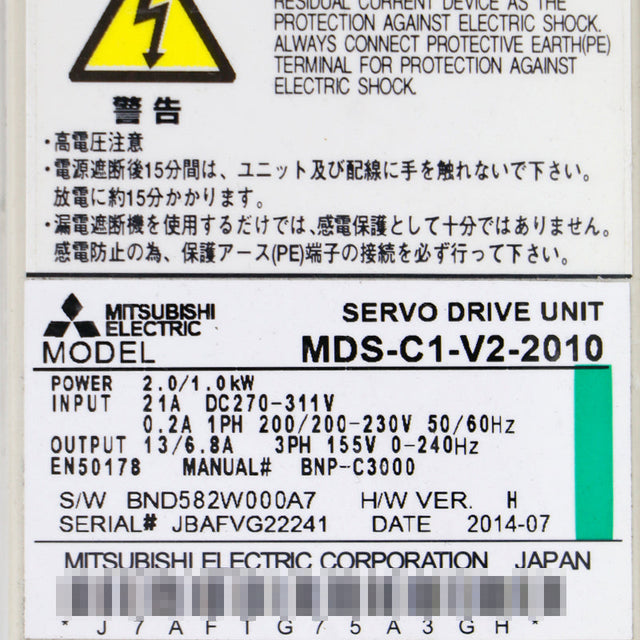 RESIDUAL CURRENT DEVICE AS THE
PROTECTION AGAINST ELECTRIC SHOCK.
ALWAYS CONNECT PROTECTIVE EARTH(PE)
TERMINAL FOR PROTECTION AGAINST
ELECTRIC SHOCK.
警告
・高電圧注意
・電源遮断後15分間は、ユニット及び配線に手を触れないで下さい。
放電に約15分かかります。
・漏電遮断機を使用するだけでは、感電保護として十分ではありません。
感電防止の為、保護アース(PE)端子の接続を必ず行って下さい。
MITSUBISHI
ELECTRIC
SERVO DRIVE UNIT
MODEL MDS-C1-V2-2010
POWER 2.0/1.0kW
INPUT 21A DC270-311V
0.2A 1PH 200/200-230V 50/60Hz
OUTPUT 13/6.8A 3PH 155V 0-240Hz
EN50178 MANUAL# BNP-C3000
S/W BND582W000A7 H/W VER. H
SERIAL# JBAFVG22241 DATE 2014-07
MITSUBISHI ELECTRIC CORPORATION JAPAN
* J 7 A F 1 G 7 5 A 3 G H *